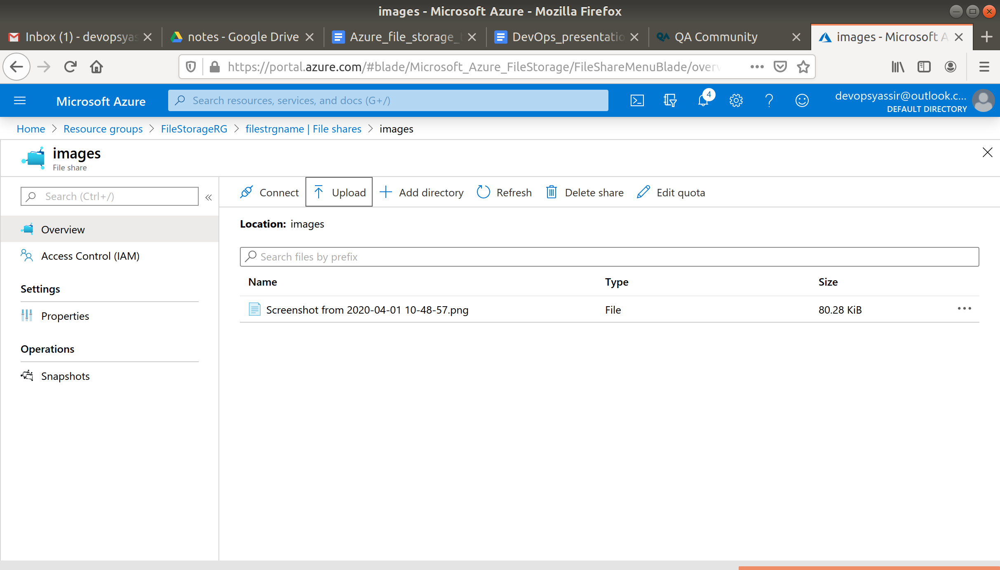 images - Microsoft Azure - Mozilla Firefox
Inbox (1) - devopsyas
notes - Google Drive
Azure_file_storage_
DevOps_presentatio
QA QA Community
images - Microsoft A
https://portal.azure.com/#blade/Microsoft_Azure_FileStorage/FileShareMenuBlade/overv
Microsoft Azure
Search resources, services, and docs (G+/)
4
devopsyassir@outlook.c...
DEFAULT DIRECTORY
Home > Resource groups > FileStorageRG > filestrgname | File shares > images
images
File share
Search (Ctrl+/)
«
Overview
Access Control (IAM)
Settings
Properties
Operations
Snapshots
Connect
Upload
Add directory
Refresh
Delete share
Edit quota
Location: images
Search files by prefix
Name Type Size
Screenshot from 2020-04-01 10-48-57.png File 80.28 KiB